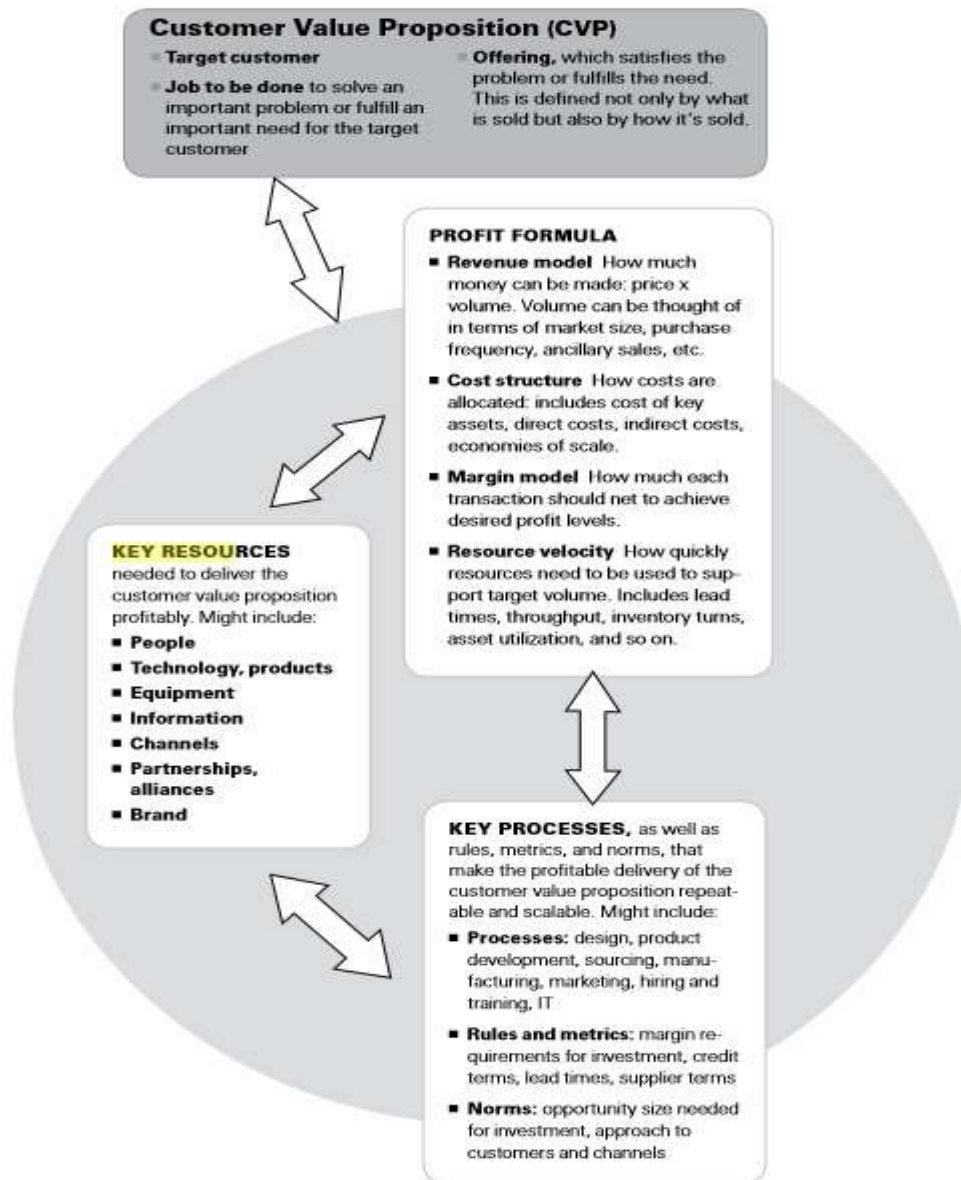 Customer Value Proposition (CVP)
Target customer
Job to be done to solve an
important problem or fulfill an
important need for the target
customer
Offering, which satisfies the
problem or fulfills the need.
This is defined not only by what
is sold but also by how it's sold.
PROFIT FORMULA
■ Revenue model How much
money can be made: price x
volume. Volume can be thought of
in terms of market size, purchase
frequency, ancillary sales, etc.
■ Cost structure How costs are
allocated: includes cost of key
assets, direct costs, indirect costs,
economies of scale.
■ Margin model How much each
transaction should net to achieve
desired profit levels.
■ Resource velocity How quickly
resources need to be used to sup-
port target volume. Includes lead
times, throughput, inventory turns,
asset utilization, and so on.
KEY RESOURCES
needed to deliver the
customer value proposition
profitably. Might include:
■ People
■ Technology, products
■ Equipment
■ Information
■ Channels
■ Partnerships,
alliances
■ Brand
KEY PROCESSES, as well as
rules, metrics, and norms, that
make the profitable delivery of the
customer value proposition repeat-
able and scalable. Might include:
■ Processes: design, product
development, sourcing, manu-
facturing, marketing, hiring and
training, IT
■ Rules and metrics: margin re-
quirements for investment, credit
terms, lead times, supplier terms
■ Norms: opportunity size needed
for investment, approach to
customers and channels